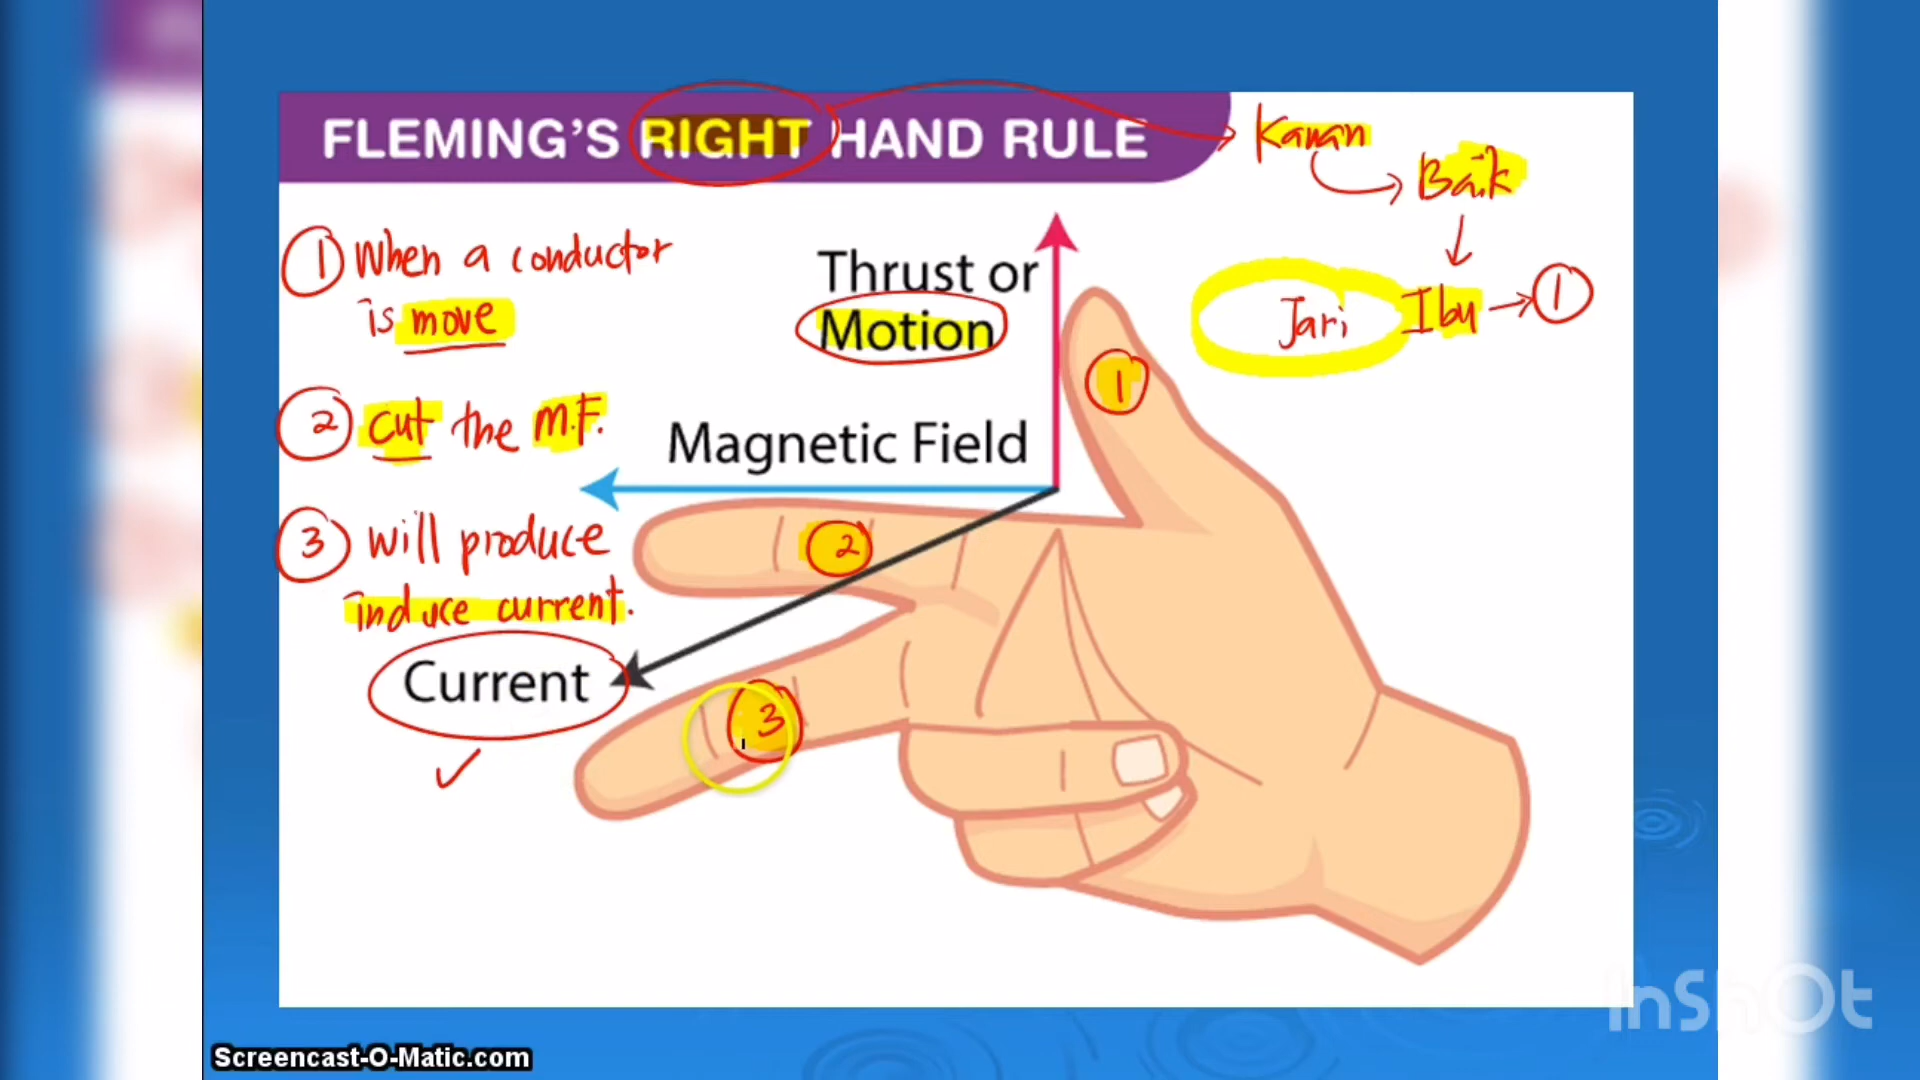 FLEMING'S RIGHT HAND RULE
Kanan
Baik
Jari Ibu → 1
1 When a conductor
is move
2 cut the M.F.
3 will produce
induce current.
Thrust or
Motion
Magnetic Field
Current
1
2
3
InShOt
Screencast-O-Matic.com